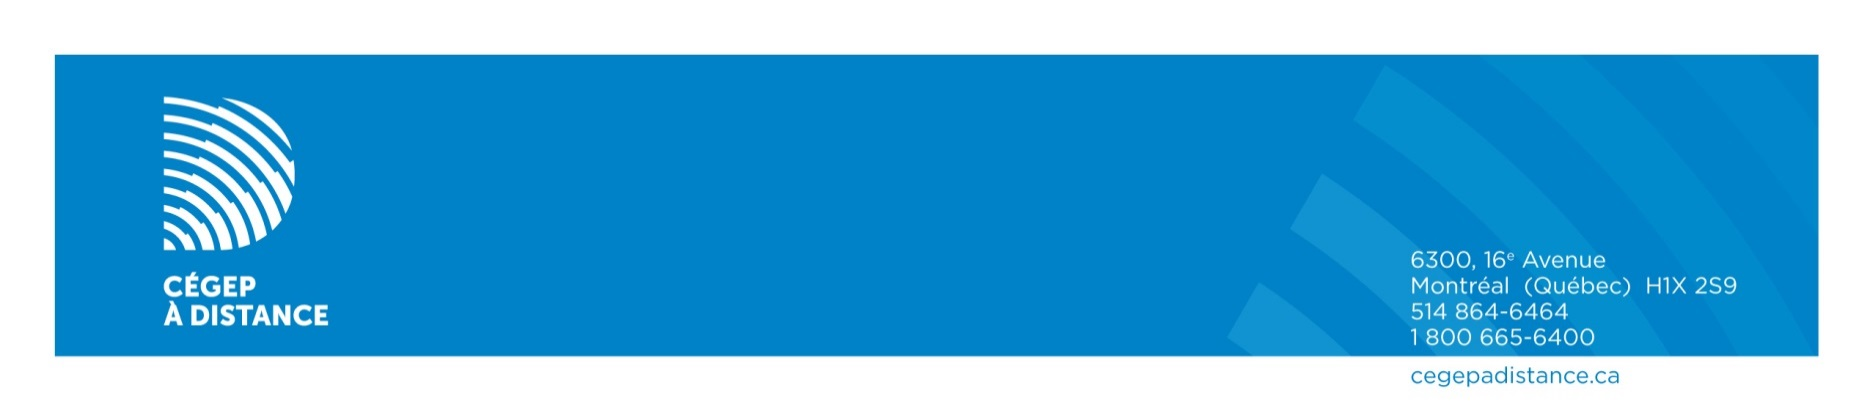 CÉGEP
À DISTANCE
6300, 16e Avenue
Montréal (Québec) H1X 2S9
514 864-6464
1 800 665-6400
cegepadistance.ca